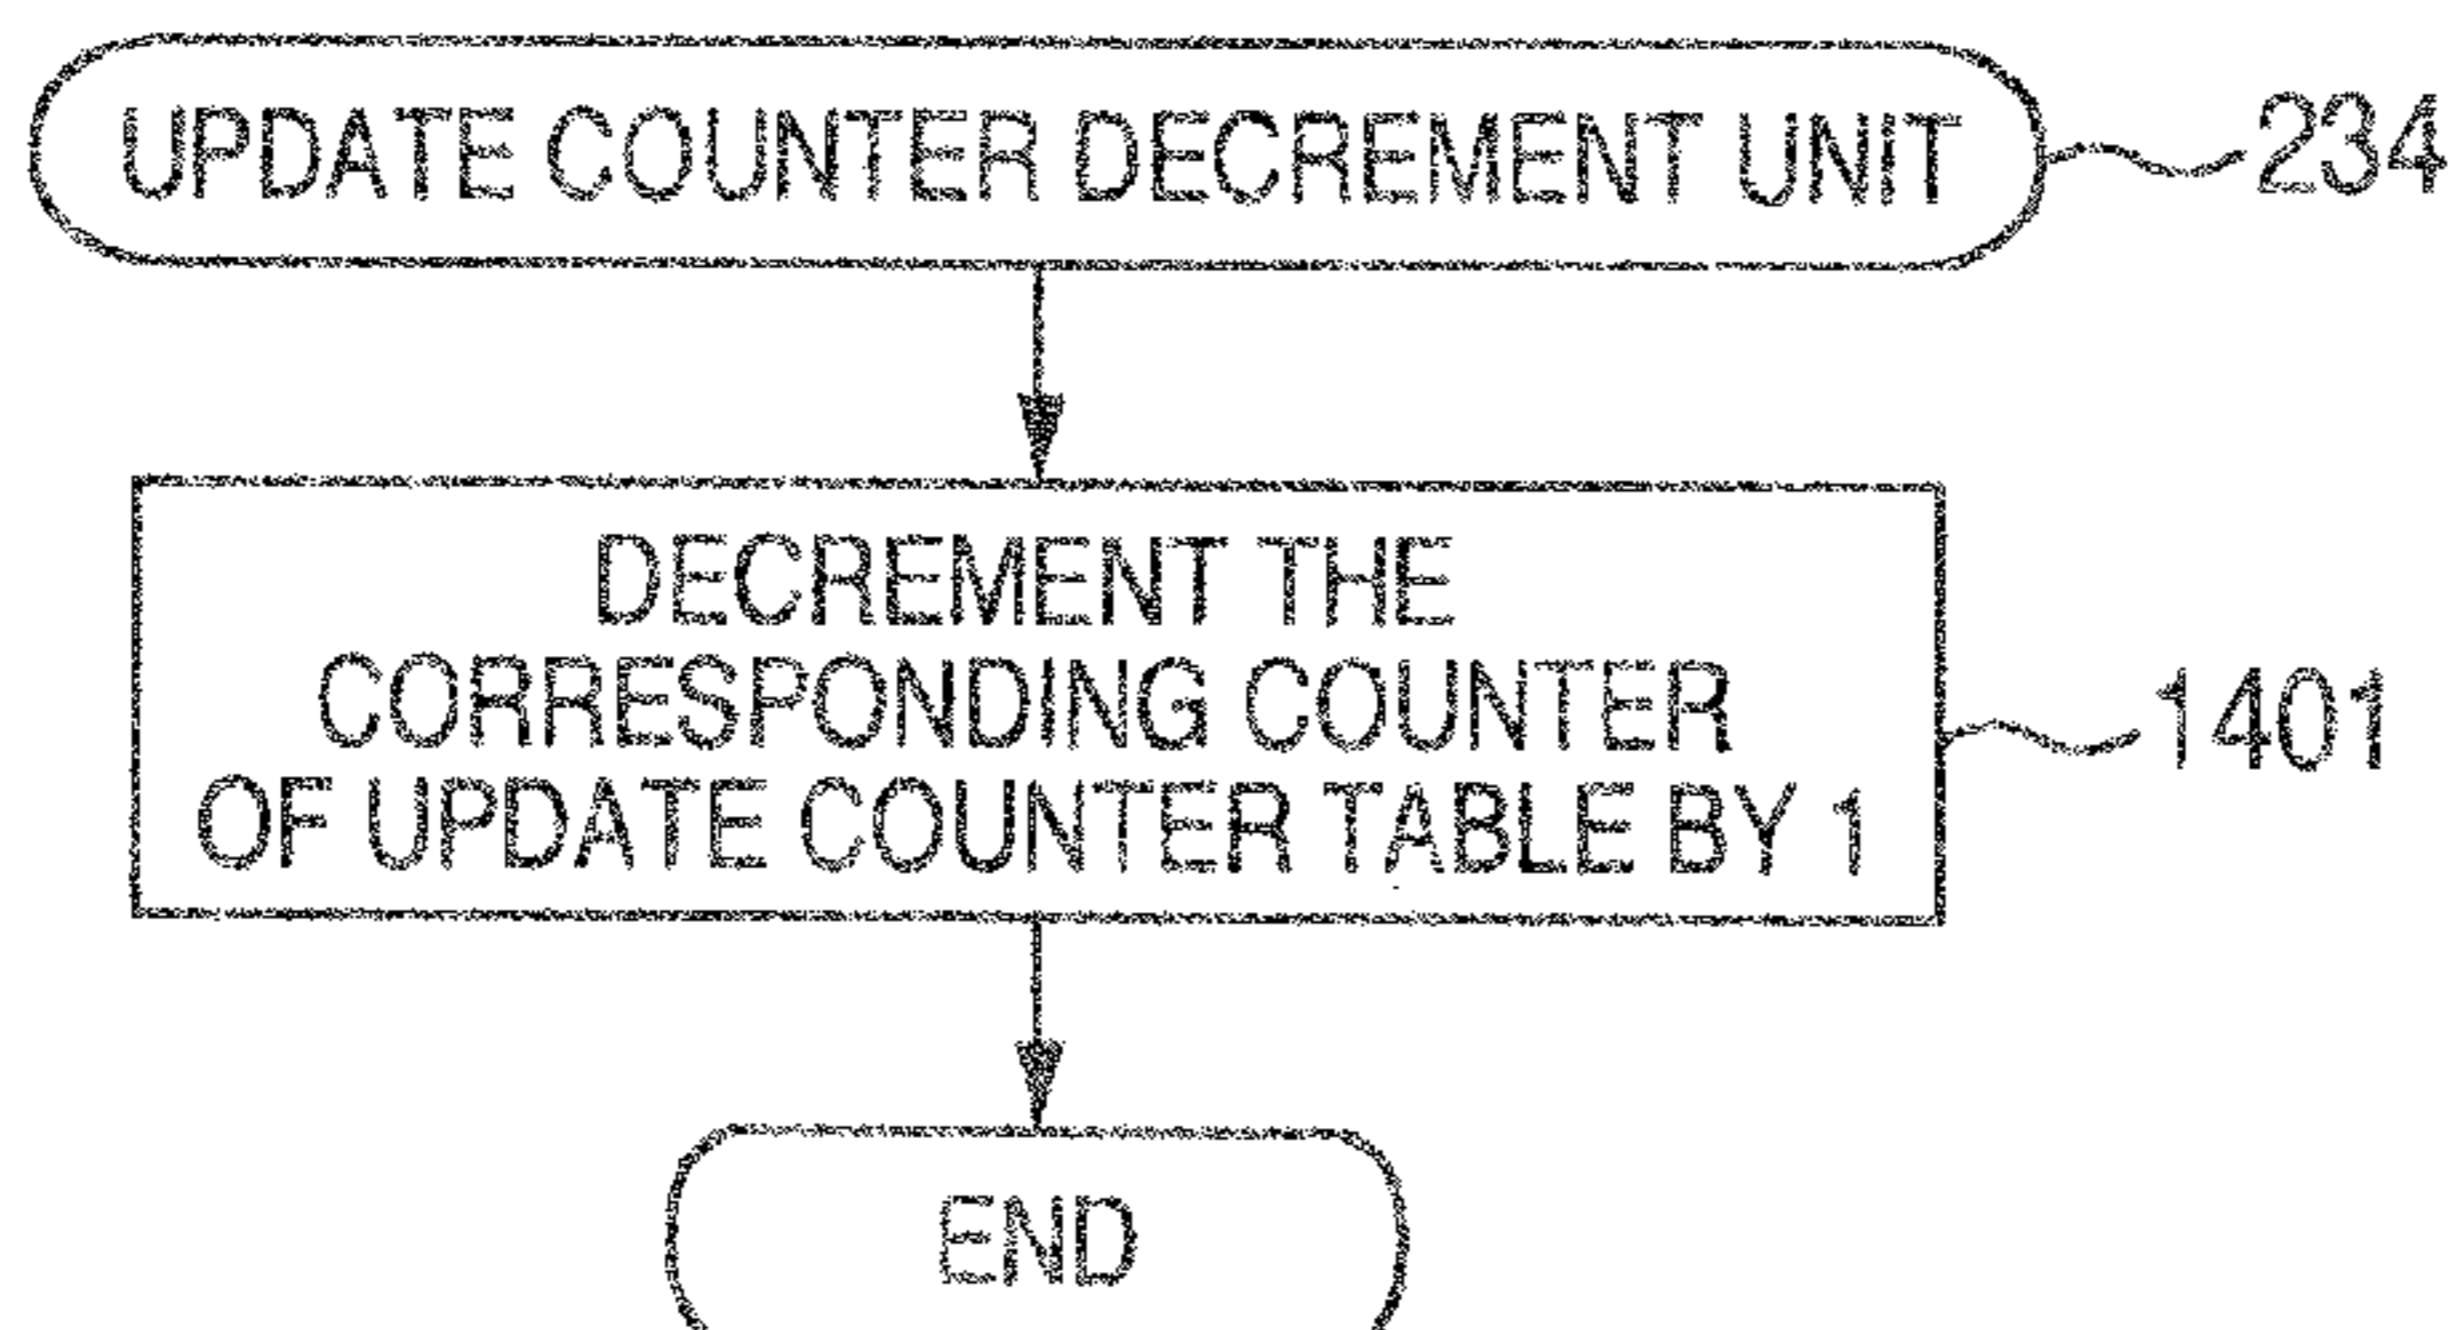 UPDATE COUNTER DECREMENT UNIT 234
DECREMENT THE
CORRESPONDING COUNTER 1401
OF UPDATE COUNTER TABLE BY 1
END